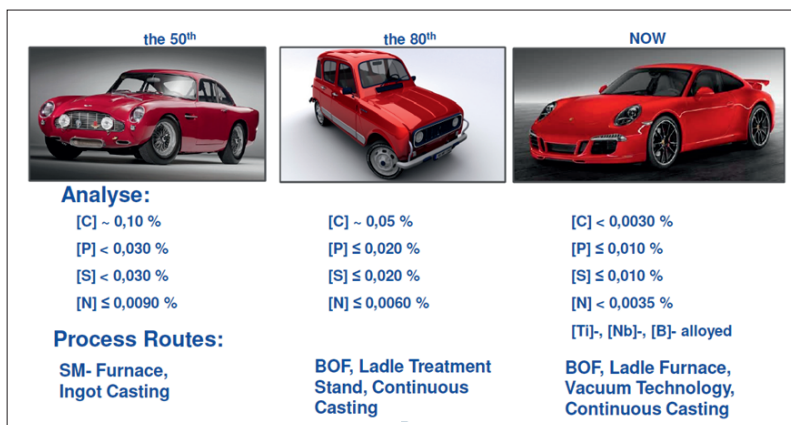 the 50th
the 80th
NOW
Analyse:
[C] ~ 0,10 %
[P] < 0,030 %
[S] < 0,030 %
[N] ≤ 0,0090 %
[C] ~ 0,05 %
[P] ≤ 0,020 %
[S] ≤ 0,020 %
[N] ≤ 0,0060 %
[C] < 0,0030 %
[P] ≤ 0,010 %
[S] ≤ 0,010 %
[N] < 0,0035 %
[Ti]-, [Nb]-, [B]- alloyed
Process Routes:
SM- Furnace,
Ingot Casting
BOF, Ladle Treatment
Stand, Continuous
Casting
BOF, Ladle Furnace,
Vacuum Technology,
Continuous Casting